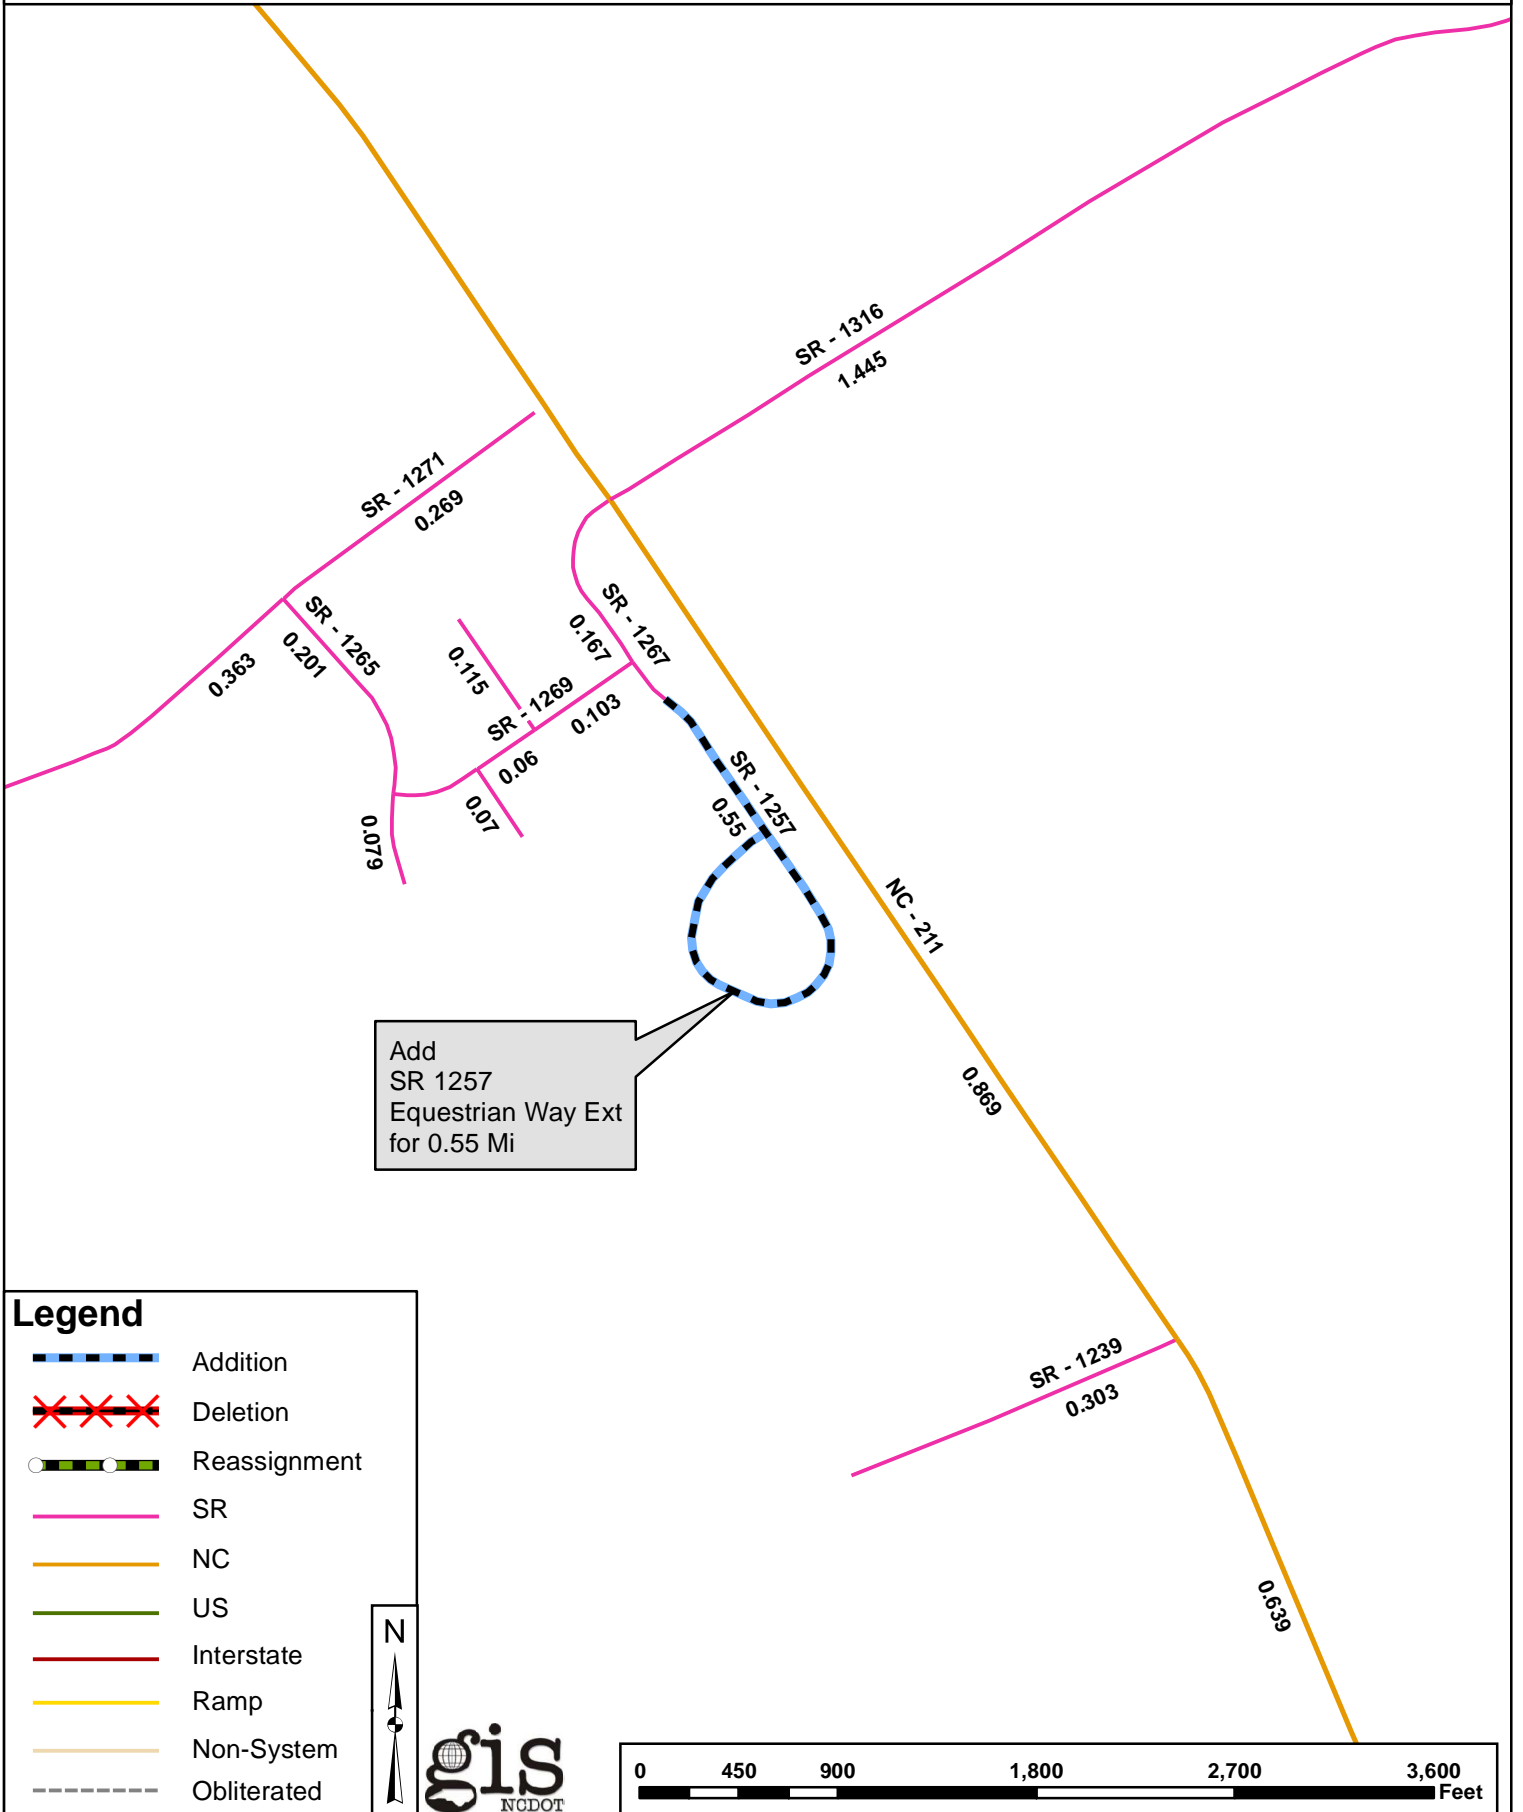 SR - 1316
1.445
SR - 1271
0.269
SR - 1267
0.167
SR - 1265
0.201
0.363
0.115
SR - 1269
0.103
0.06
0.07
0.079
SR - 1257
0.55
NC - 211
0.869
Add
SR 1257
Equestrian Way Ext
for 0.55 Mi
SR - 1239
0.303
0.639
Legend
Addition
Deletion
Reassignment
SR
NC
US
Interstate
Ramp
Non-System
Obliterated
N
gis
NCDOT
0 450 900 1,800 2,700 3,600
Feet